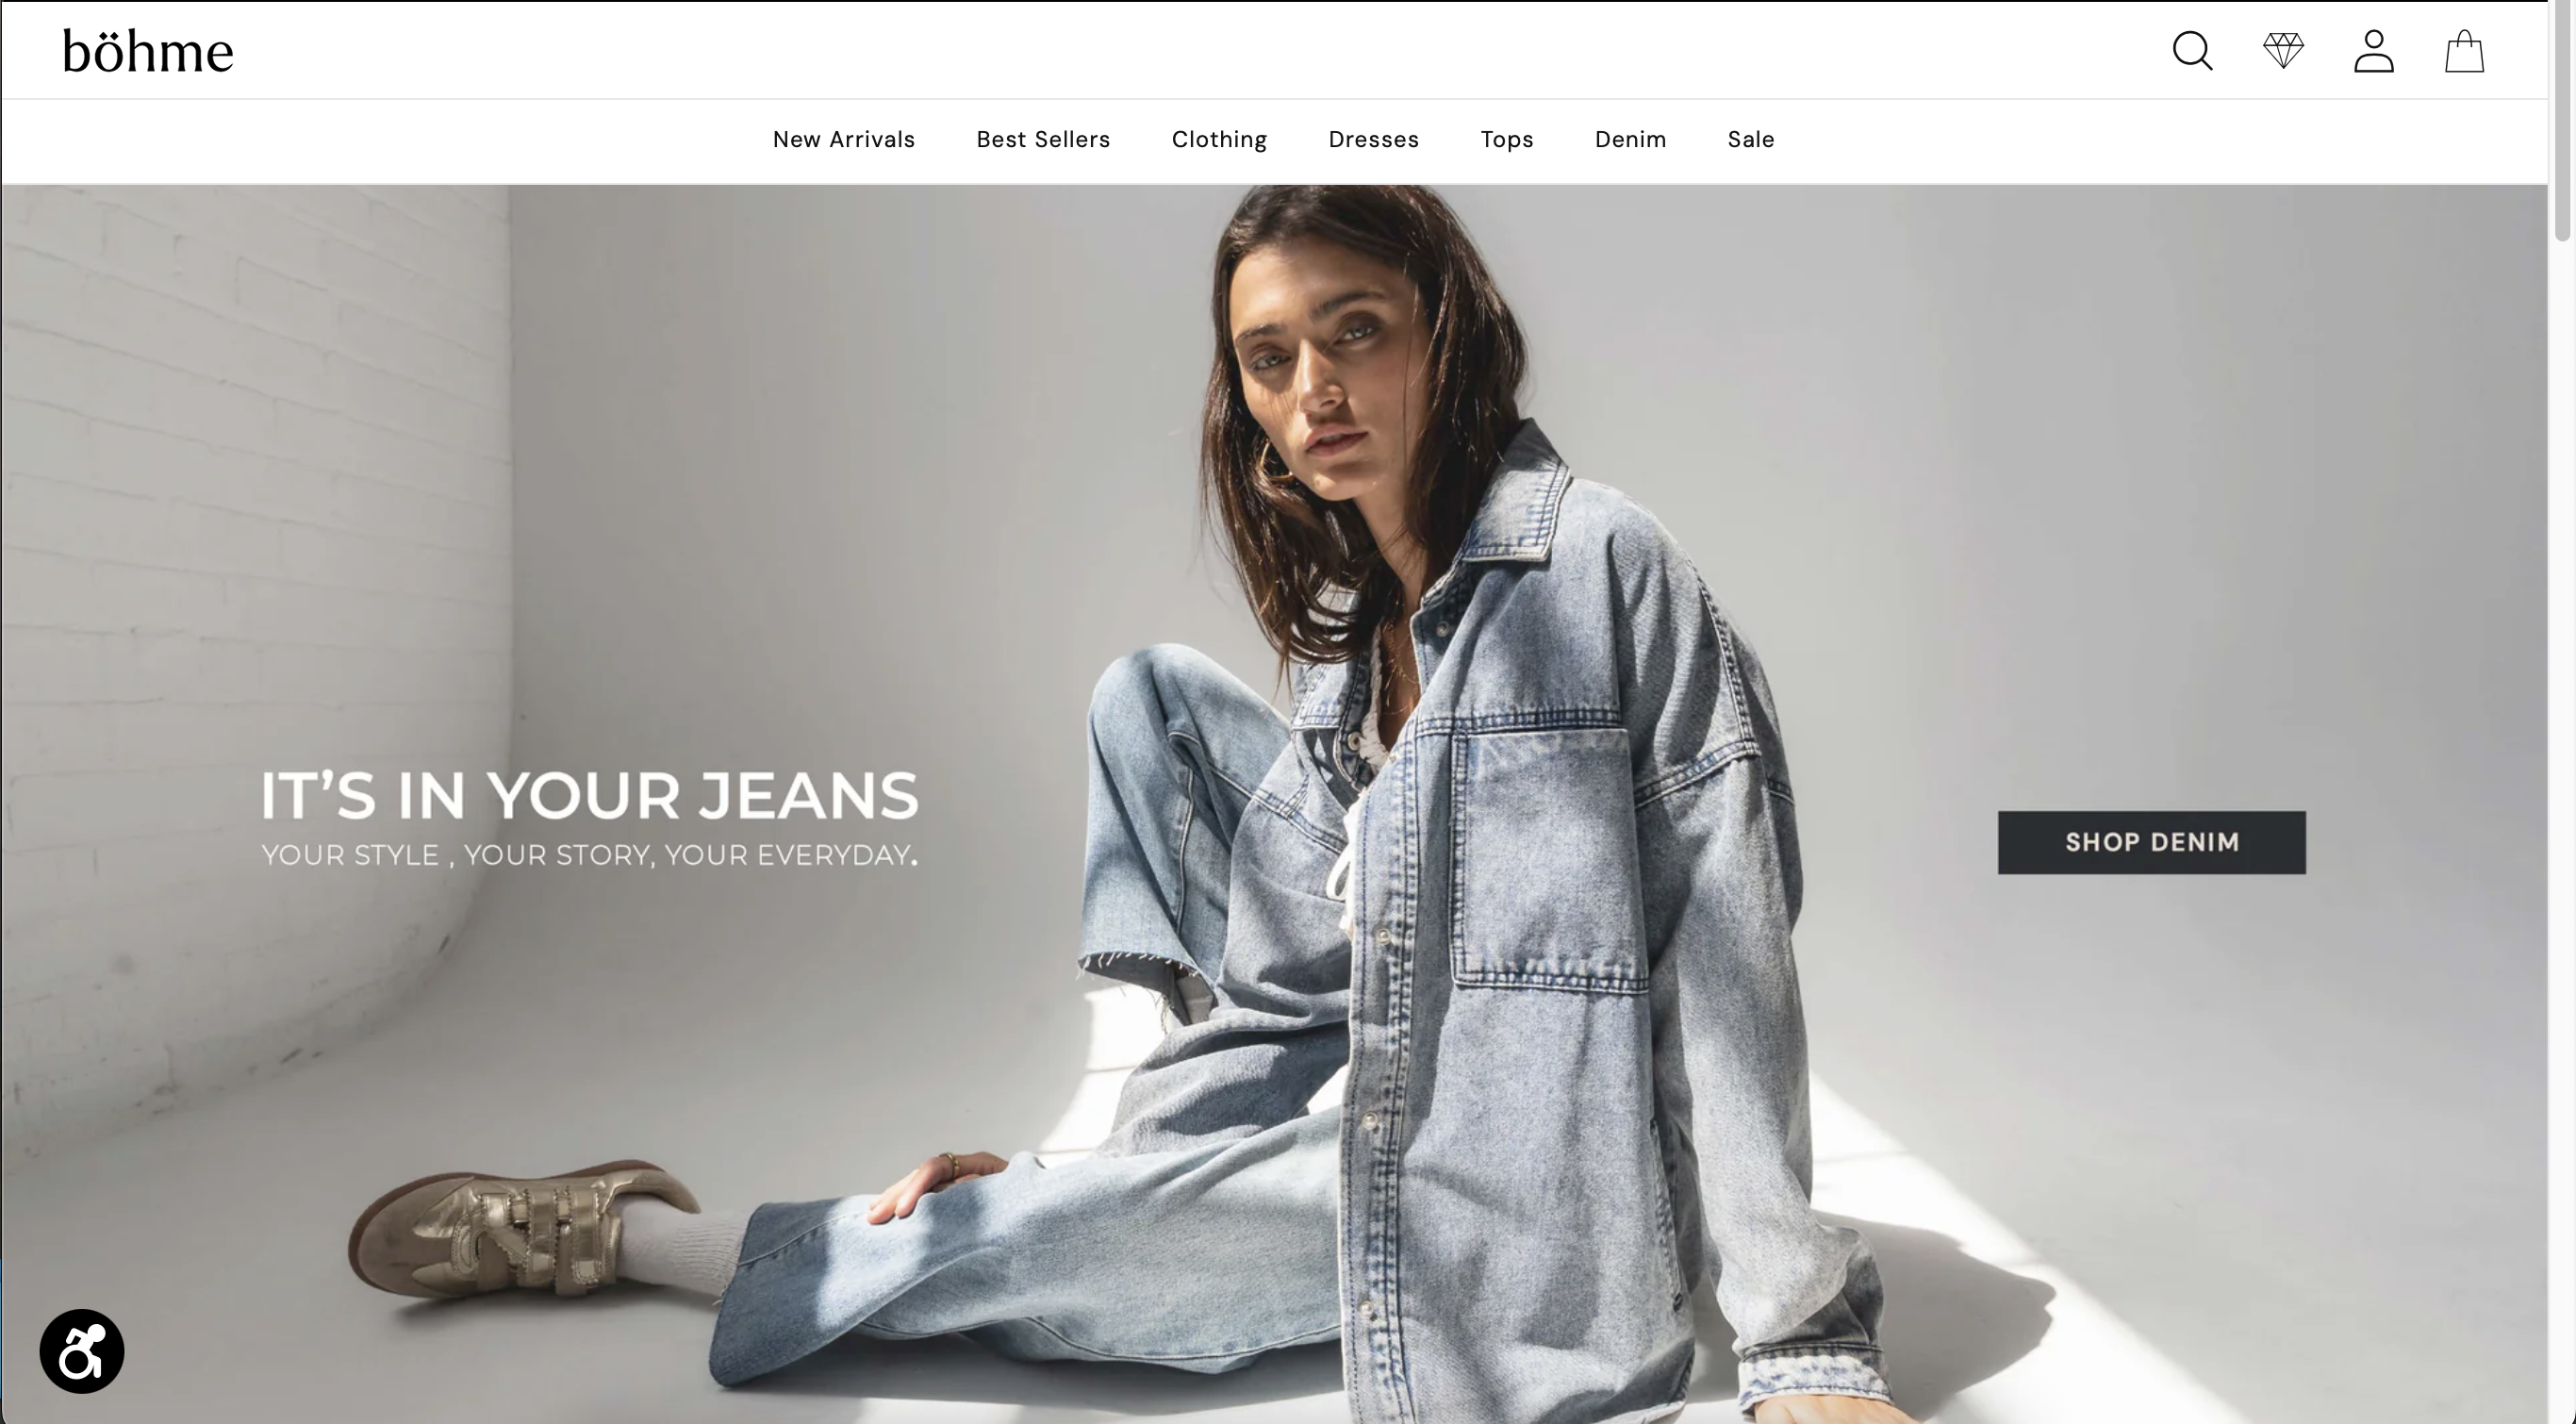 böhme
New Arrivals Best Sellers Clothing Dresses Tops Denim Sale
IT’S IN YOUR JEANS
YOUR STYLE , YOUR STORY, YOUR EVERYDAY.
SHOP DENIM